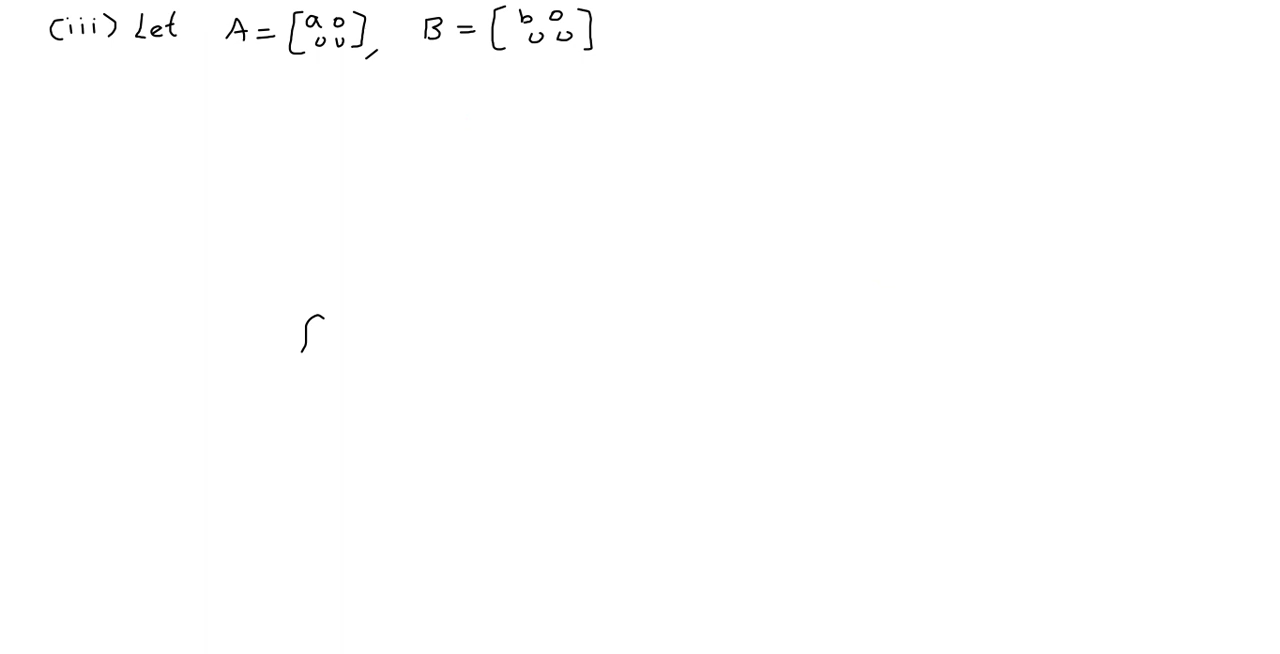 (iii) Let A = [a 0
0 0], B = [b 0
0 0]